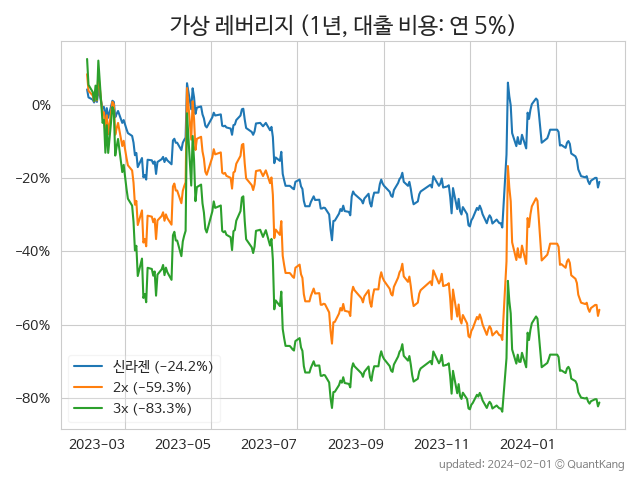 가상 레버리지 (1년, 대출 비용: 연 5%)
0%
−20%
−40%
−60%
−80%
신라젠 (−24.2%)
2x (−59.3%)
3x (−83.3%)
2023-03 2023-05 2023-07 2023-09 2023-11 2024-01
updated: 2024-02-01 © QuantKang